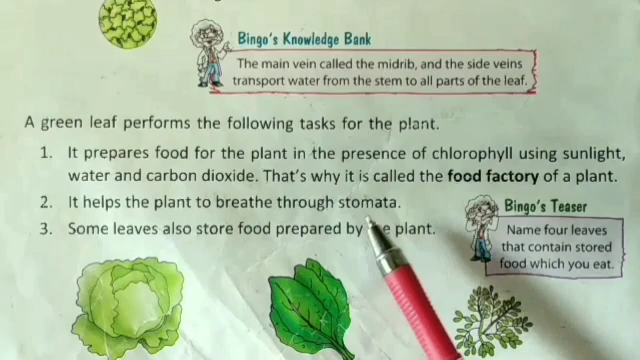 Bingo's Knowledge Bank
The main vein called the midrib, and the side veins
transport water from the stem to all parts of the leaf.
A green leaf performs the following tasks for the plant.
1. It prepares food for the plant in the presence of chlorophyll using sunlight,
water and carbon dioxide. That's why it is called the food factory of a plant.
2. It helps the plant to breathe through stomata.
3. Some leaves also store food prepared by plant.
Bingo's Teaser
Name four leaves
that contain stored
food which you eat.